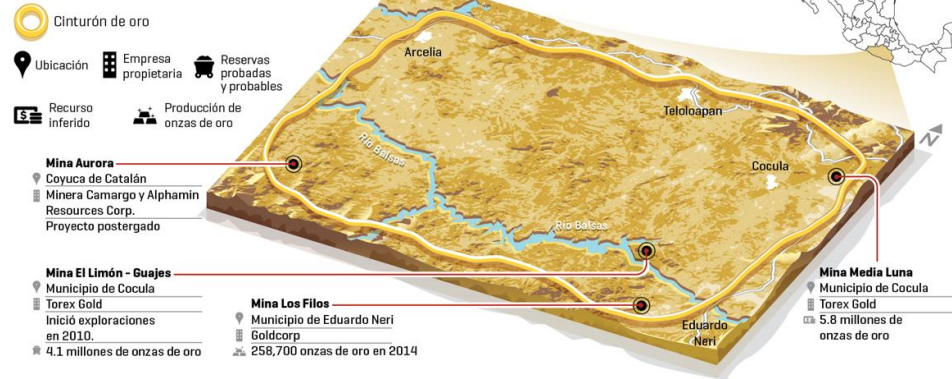 Cinturón de oro
Ubicación
Empresa
propietaria
Reservas
probadas
y probables
Recurso
inferido
Producción de
onzas de oro
Arcelia
Teloloapan
Cocula
Río Balsas
Río Balsas
Eduardo
Neri
N
Mina Aurora
Coyuca de Catalán
Minera Camargo y Alphamin
Resources Corp.
Proyecto postergado
Mina El Limón - Guajes
Municipio de Cocula
Torex Gold
Inició exploraciones
en 2010.
4.1 millones de onzas de oro
Mina Los Filos
Municipio de Eduardo Neri
Goldcorp
258,700 onzas de oro en 2014
Mina Media Luna
Municipio de Cocula
Torex Gold
5.8 millones de
onzas de oro